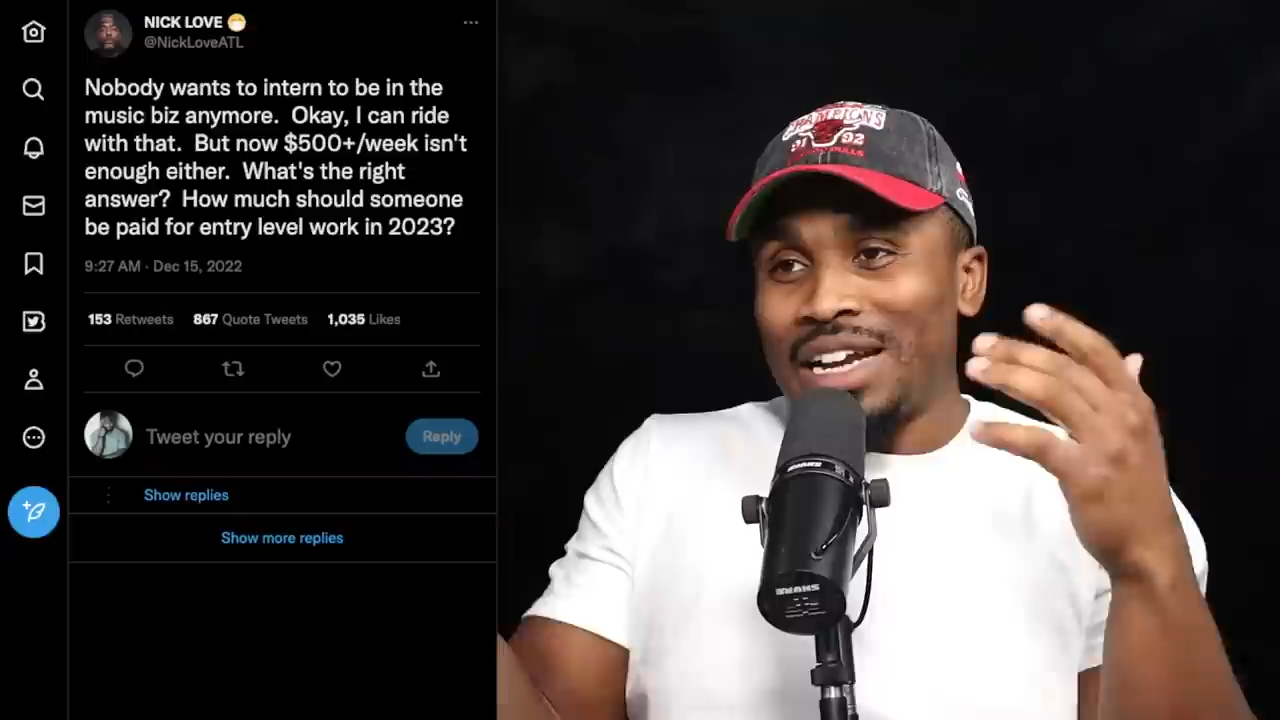 NICK LOVE 😁
@NickLoveATL
Nobody wants to intern to be in the
music biz anymore.  Okay, I can ride
with that.  But now $500+/week isn't
enough either.  What's the right
answer?  How much should someone
be paid for entry level work in 2023?
9:27 AM · Dec 15, 2022
153 Retweets 867 Quote Tweets 1,035 Likes
Tweet your reply
Reply
Show replies
Show more replies
CHAMPIONS
91 92